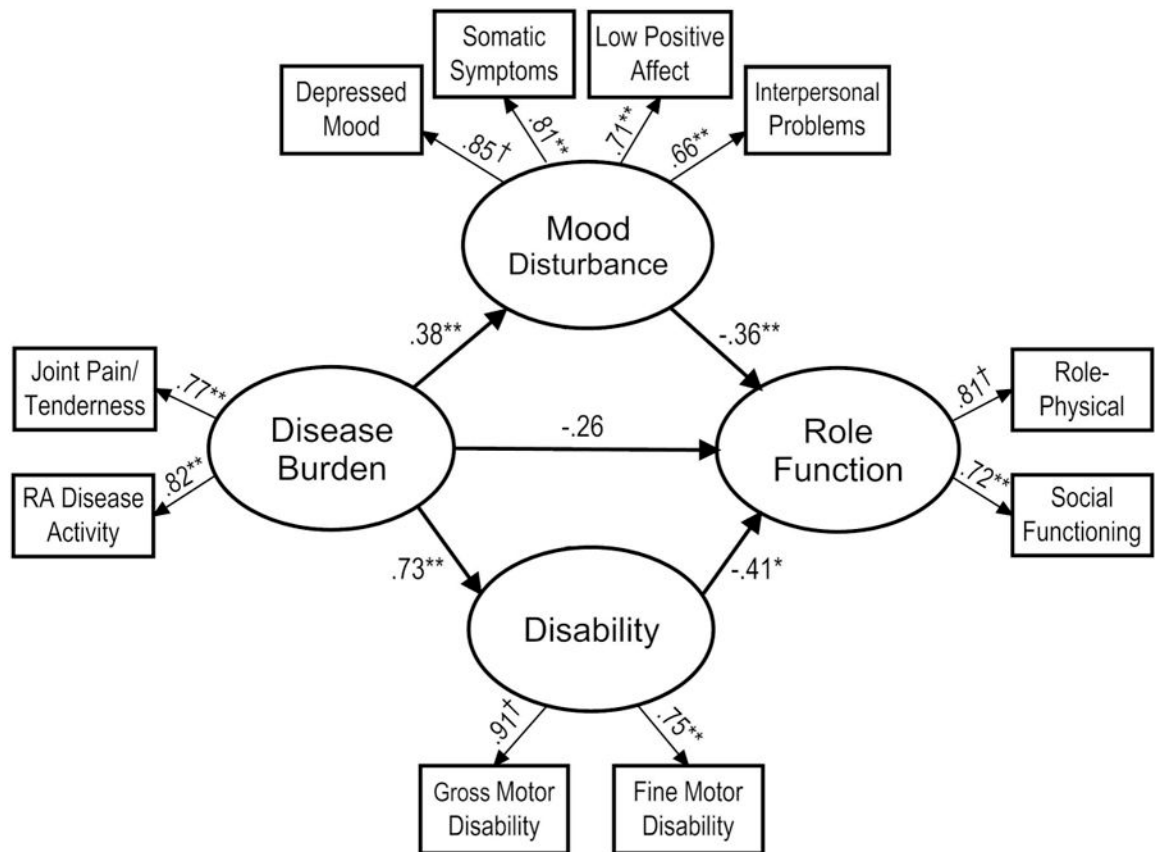 Somatic
Symptoms
Low Positive
Affect
Depressed
Mood
Interpersonal
Problems
.85†
.81**
.71**
.66**
Mood
Disturbance
.38**
-.36**
Joint Pain/
Tenderness
.77**
RA Disease
Activity
.82**
Disease
Burden
-.26
Role
Function
.81†
Role-
Physical
.72**
Social
Functioning
.73**
-.41*
Disability
.91†
.75**
Gross Motor
Disability
Fine Motor
Disability